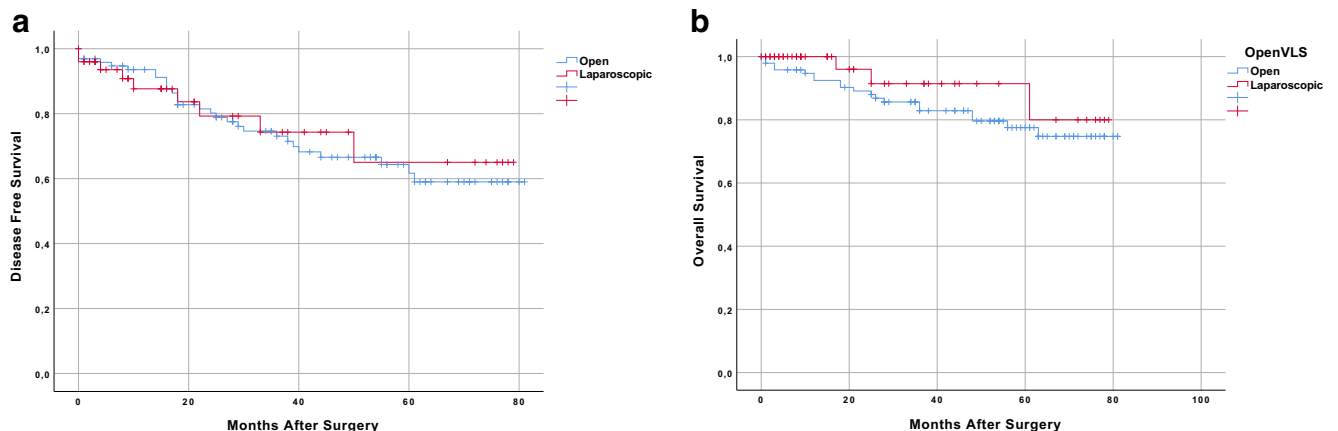 a
Disease Free Survival
1,0
0,8
0,6
0,4
0,2
0,0
0 20 40 60 80
Months After Surgery
Open
Laparoscopic
b
Overall Survival
1,0
0,8
0,6
0,4
0,2
0,0
0 20 40 60 80 100
Months After Surgery
OpenVLS
Open
Laparoscopic